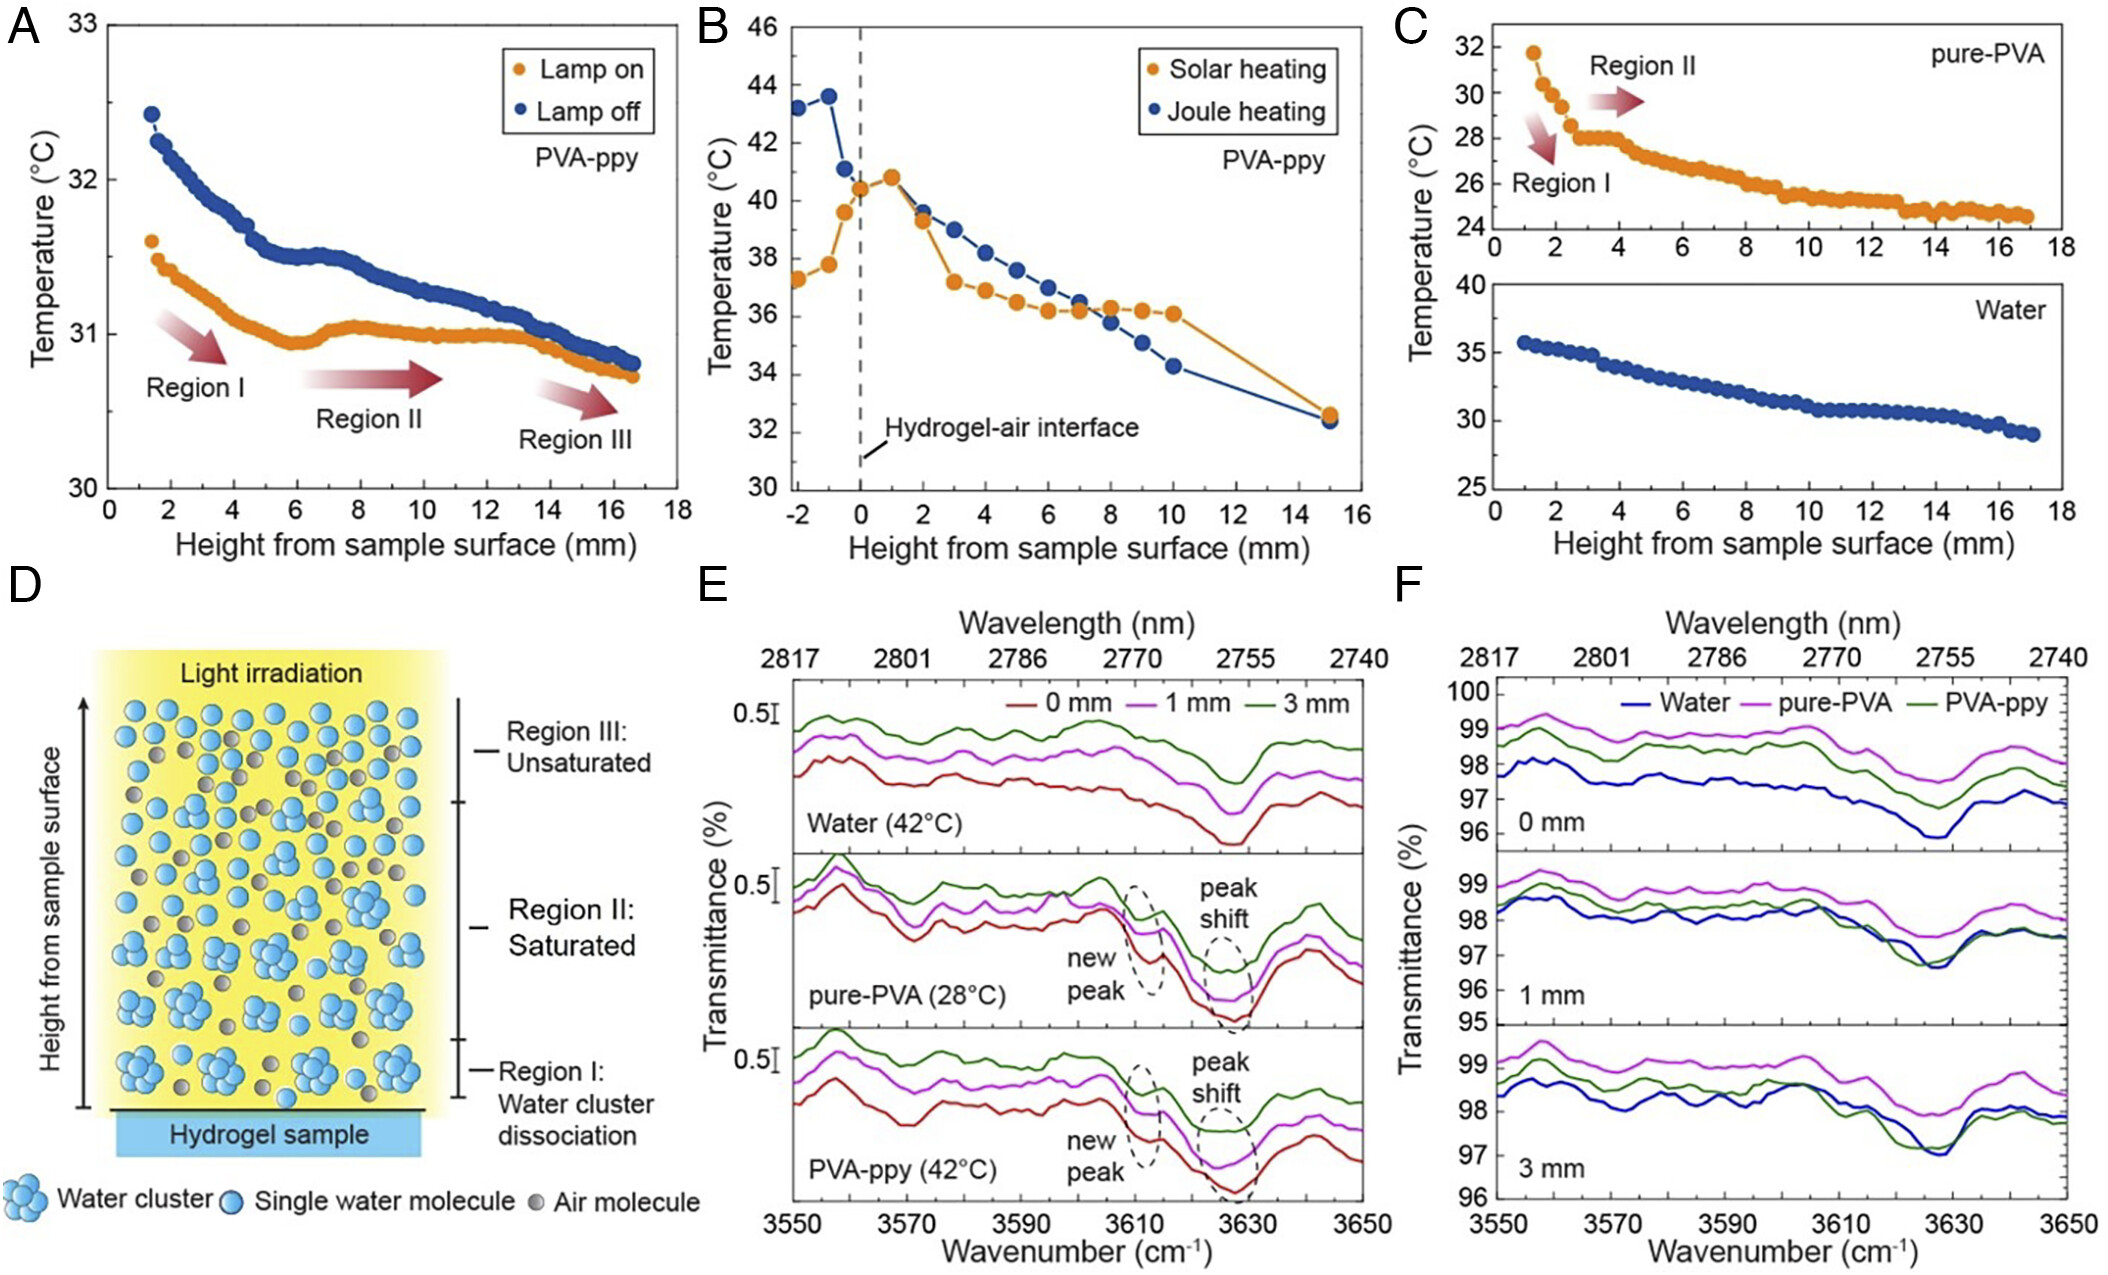 A
33
32
31
30
Temperature (°C)
Lamp on
Lamp off
PVA-ppy
Region I
Region II
Region III
0 2 4 6 8 10 12 14 16 18
Height from sample surface (mm)
B
46
44
42
40
38
36
34
32
30
Temperature (°C)
Solar heating
Joule heating
PVA-ppy
Hydrogel-air interface
-2 0 2 4 6 8 10 12 14 16
Height from sample surface (mm)
C
32
30
28
26
24
Temperature (°C)
pure-PVA
Region II
Region I
0 2 4 6 8 10 12 14 16 18
40
35
30
25
Water
0 2 4 6 8 10 12 14 16 18
Height from sample surface (mm)
D
Height from sample surface
Light irradiation
Region III:
Unsaturated
Region II:
Saturated
Region I:
Water cluster
dissociation
Hydrogel sample
Water cluster Single water molecule Air molecule
E
Wavelength (nm)
2817 2801 2786 2770 2755 2740
Transmittance (%)
0.5
0 mm 1 mm 3 mm
Water (42°C)
0.5
peak
shift
new
peak
pure-PVA (28°C)
0.5
peak
shift
new
peak
PVA-ppy (42°C)
3550 3570 3590 3610 3630 3650
Wavenumber (cm-1)
F
Wavelength (nm)
2817 2801 2786 2770 2755 2740
Transmittance (%)
100
99
98
97
96
Water pure-PVA PVA-ppy
0 mm
99
98
97
96
95
1 mm
99
98
97
96
3 mm
3550 3570 3590 3610 3630 3650
Wavenumber (cm-1)